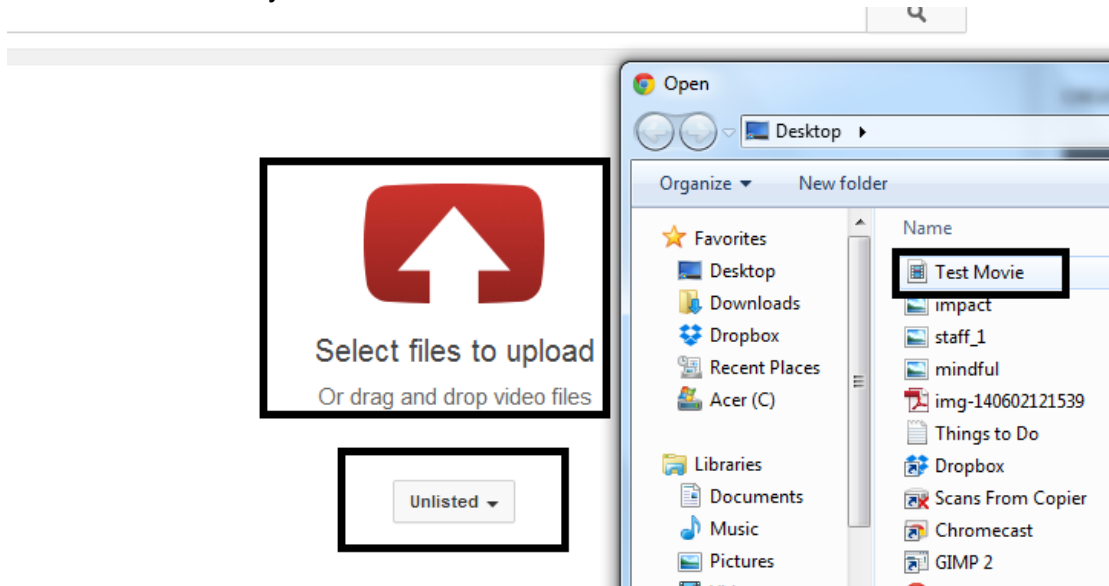 Open
Desktop
Organize
New folder
Select files to upload
Or drag and drop video files
Unlisted
Favorites
Desktop
Downloads
Dropbox
Recent Places
Acer (C)
Libraries
Documents
Music
Pictures
Name
Test Movie
impact
staff_1
mindful
img-140602121539
Things to Do
Dropbox
Scans From Copier
Chromecast
GIMP 2